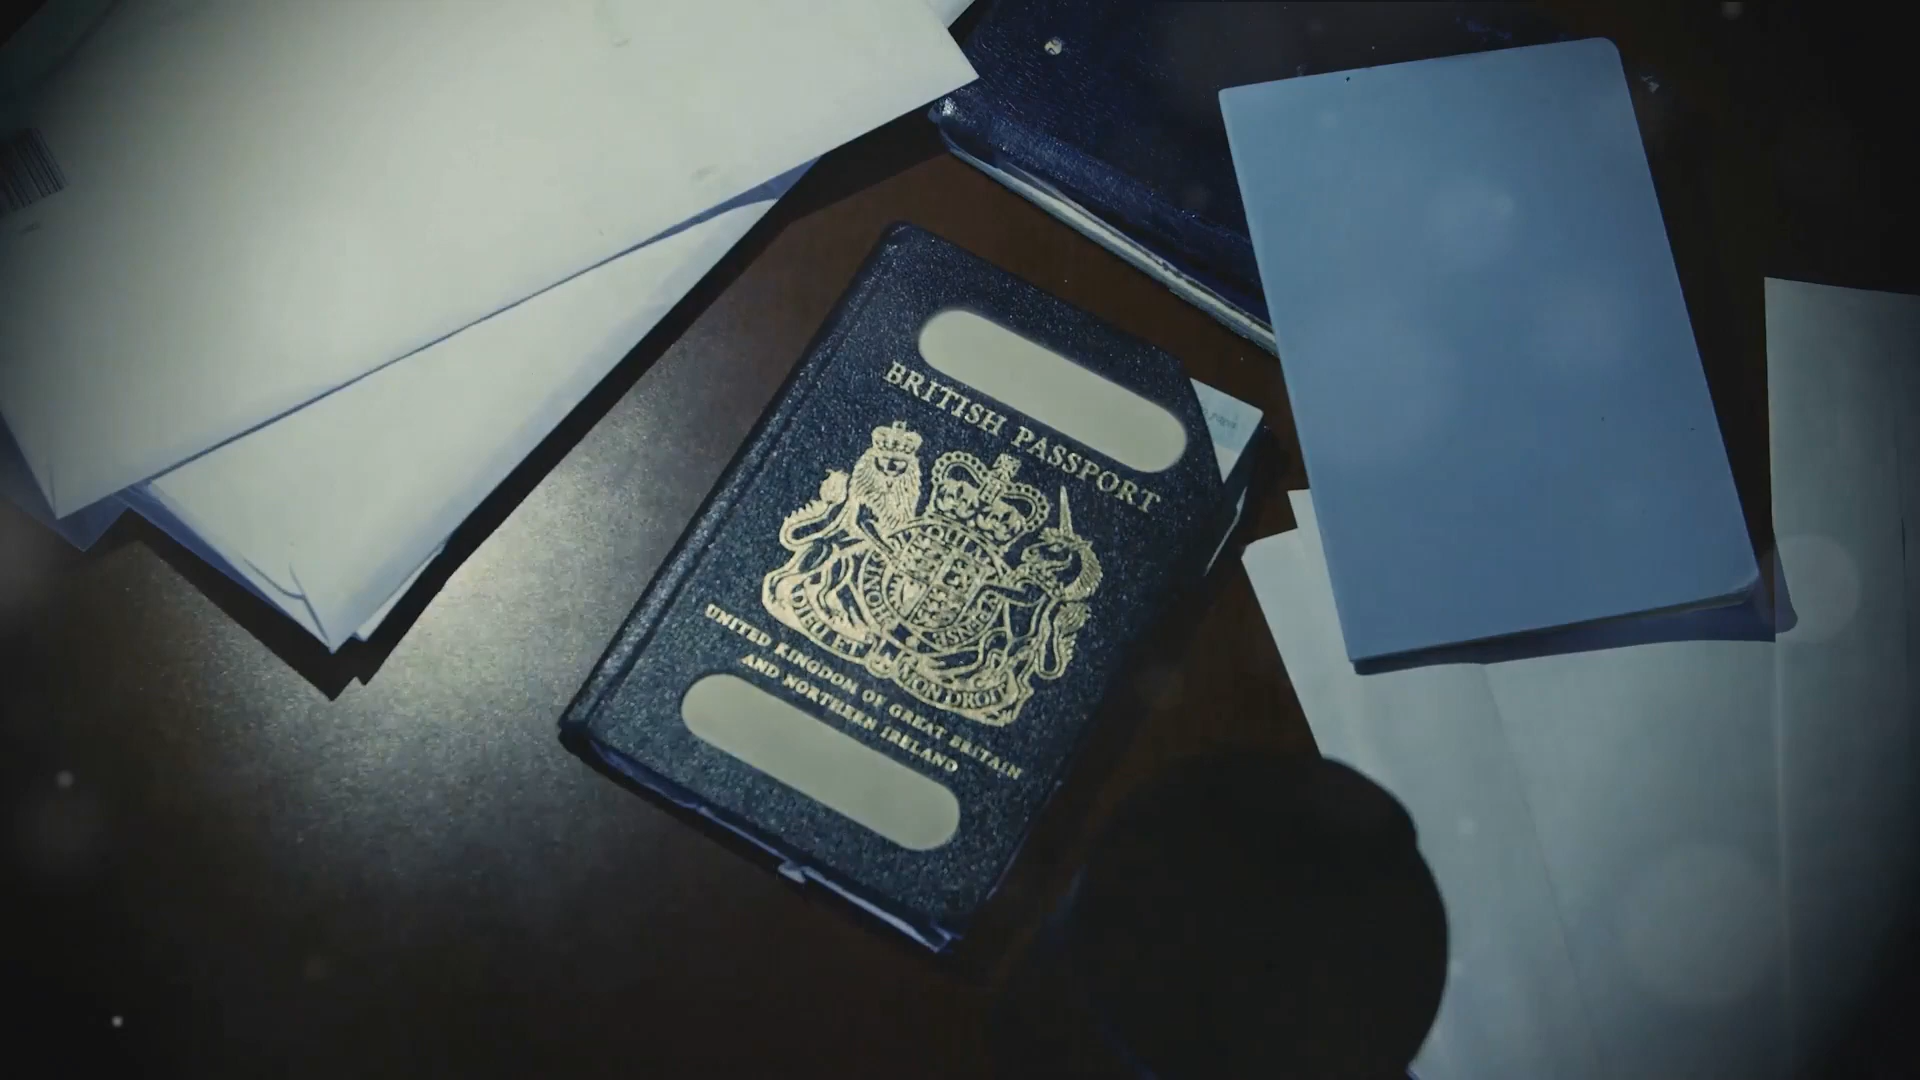 BRITISH PASSPORT
DIEU ET MON DROIT
UNITED KINGDOM OF GREAT BRITAIN
AND NORTHERN IRELAND